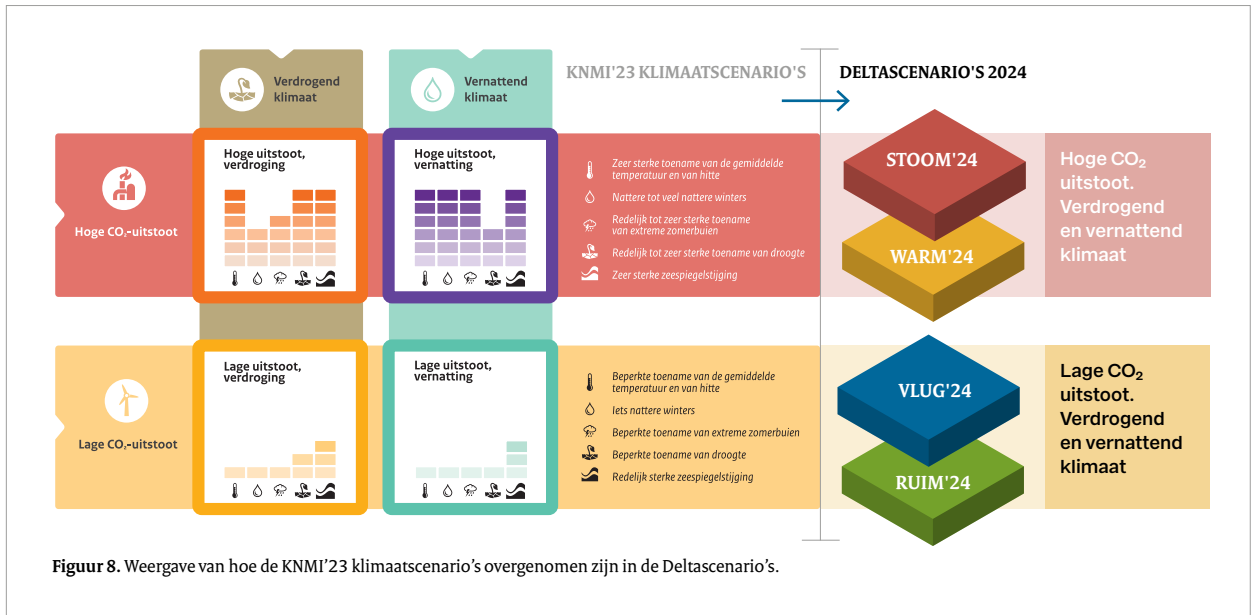 Verdrogend
klimaat
Vernattend
klimaat
KNMI'23 KLIMAATSCENARIO'S
DELTASCENARIO'S 2024
Hoge CO₂-uitstoot
Hoge uitstoot,
verdroging
Hoge uitstoot,
vernatting
Zeer sterke toename van de gemiddelde
temperatuur en van hitte
Nattere tot veel nattere winters
Redelijk tot zeer sterke toename
van extreme zomerbuien
Redelijk tot zeer sterke toename van droogte
Zeer sterke zeespiegelstijging
STOOM'24
WARM'24
Hoge CO₂
uitstoot.
Verdrogend
en vernattend
klimaat
Lage CO₂-uitstoot
Lage uitstoot,
verdroging
Lage uitstoot,
vernatting
Beperkte toename van de gemiddelde
temperatuur en van hitte
Iets nattere winters
Beperkte toename van extreme zomerbuien
Beperkte toename van droogte
Redelijk sterke zeespiegelstijging
VLUG'24
RUIM'24
Lage CO₂
uitstoot.
Verdrogend
en vernattend
klimaat
Figuur 8. Weergave van hoe de KNMI'23 klimaatscenario's overgenomen zijn in de Deltascenario's.